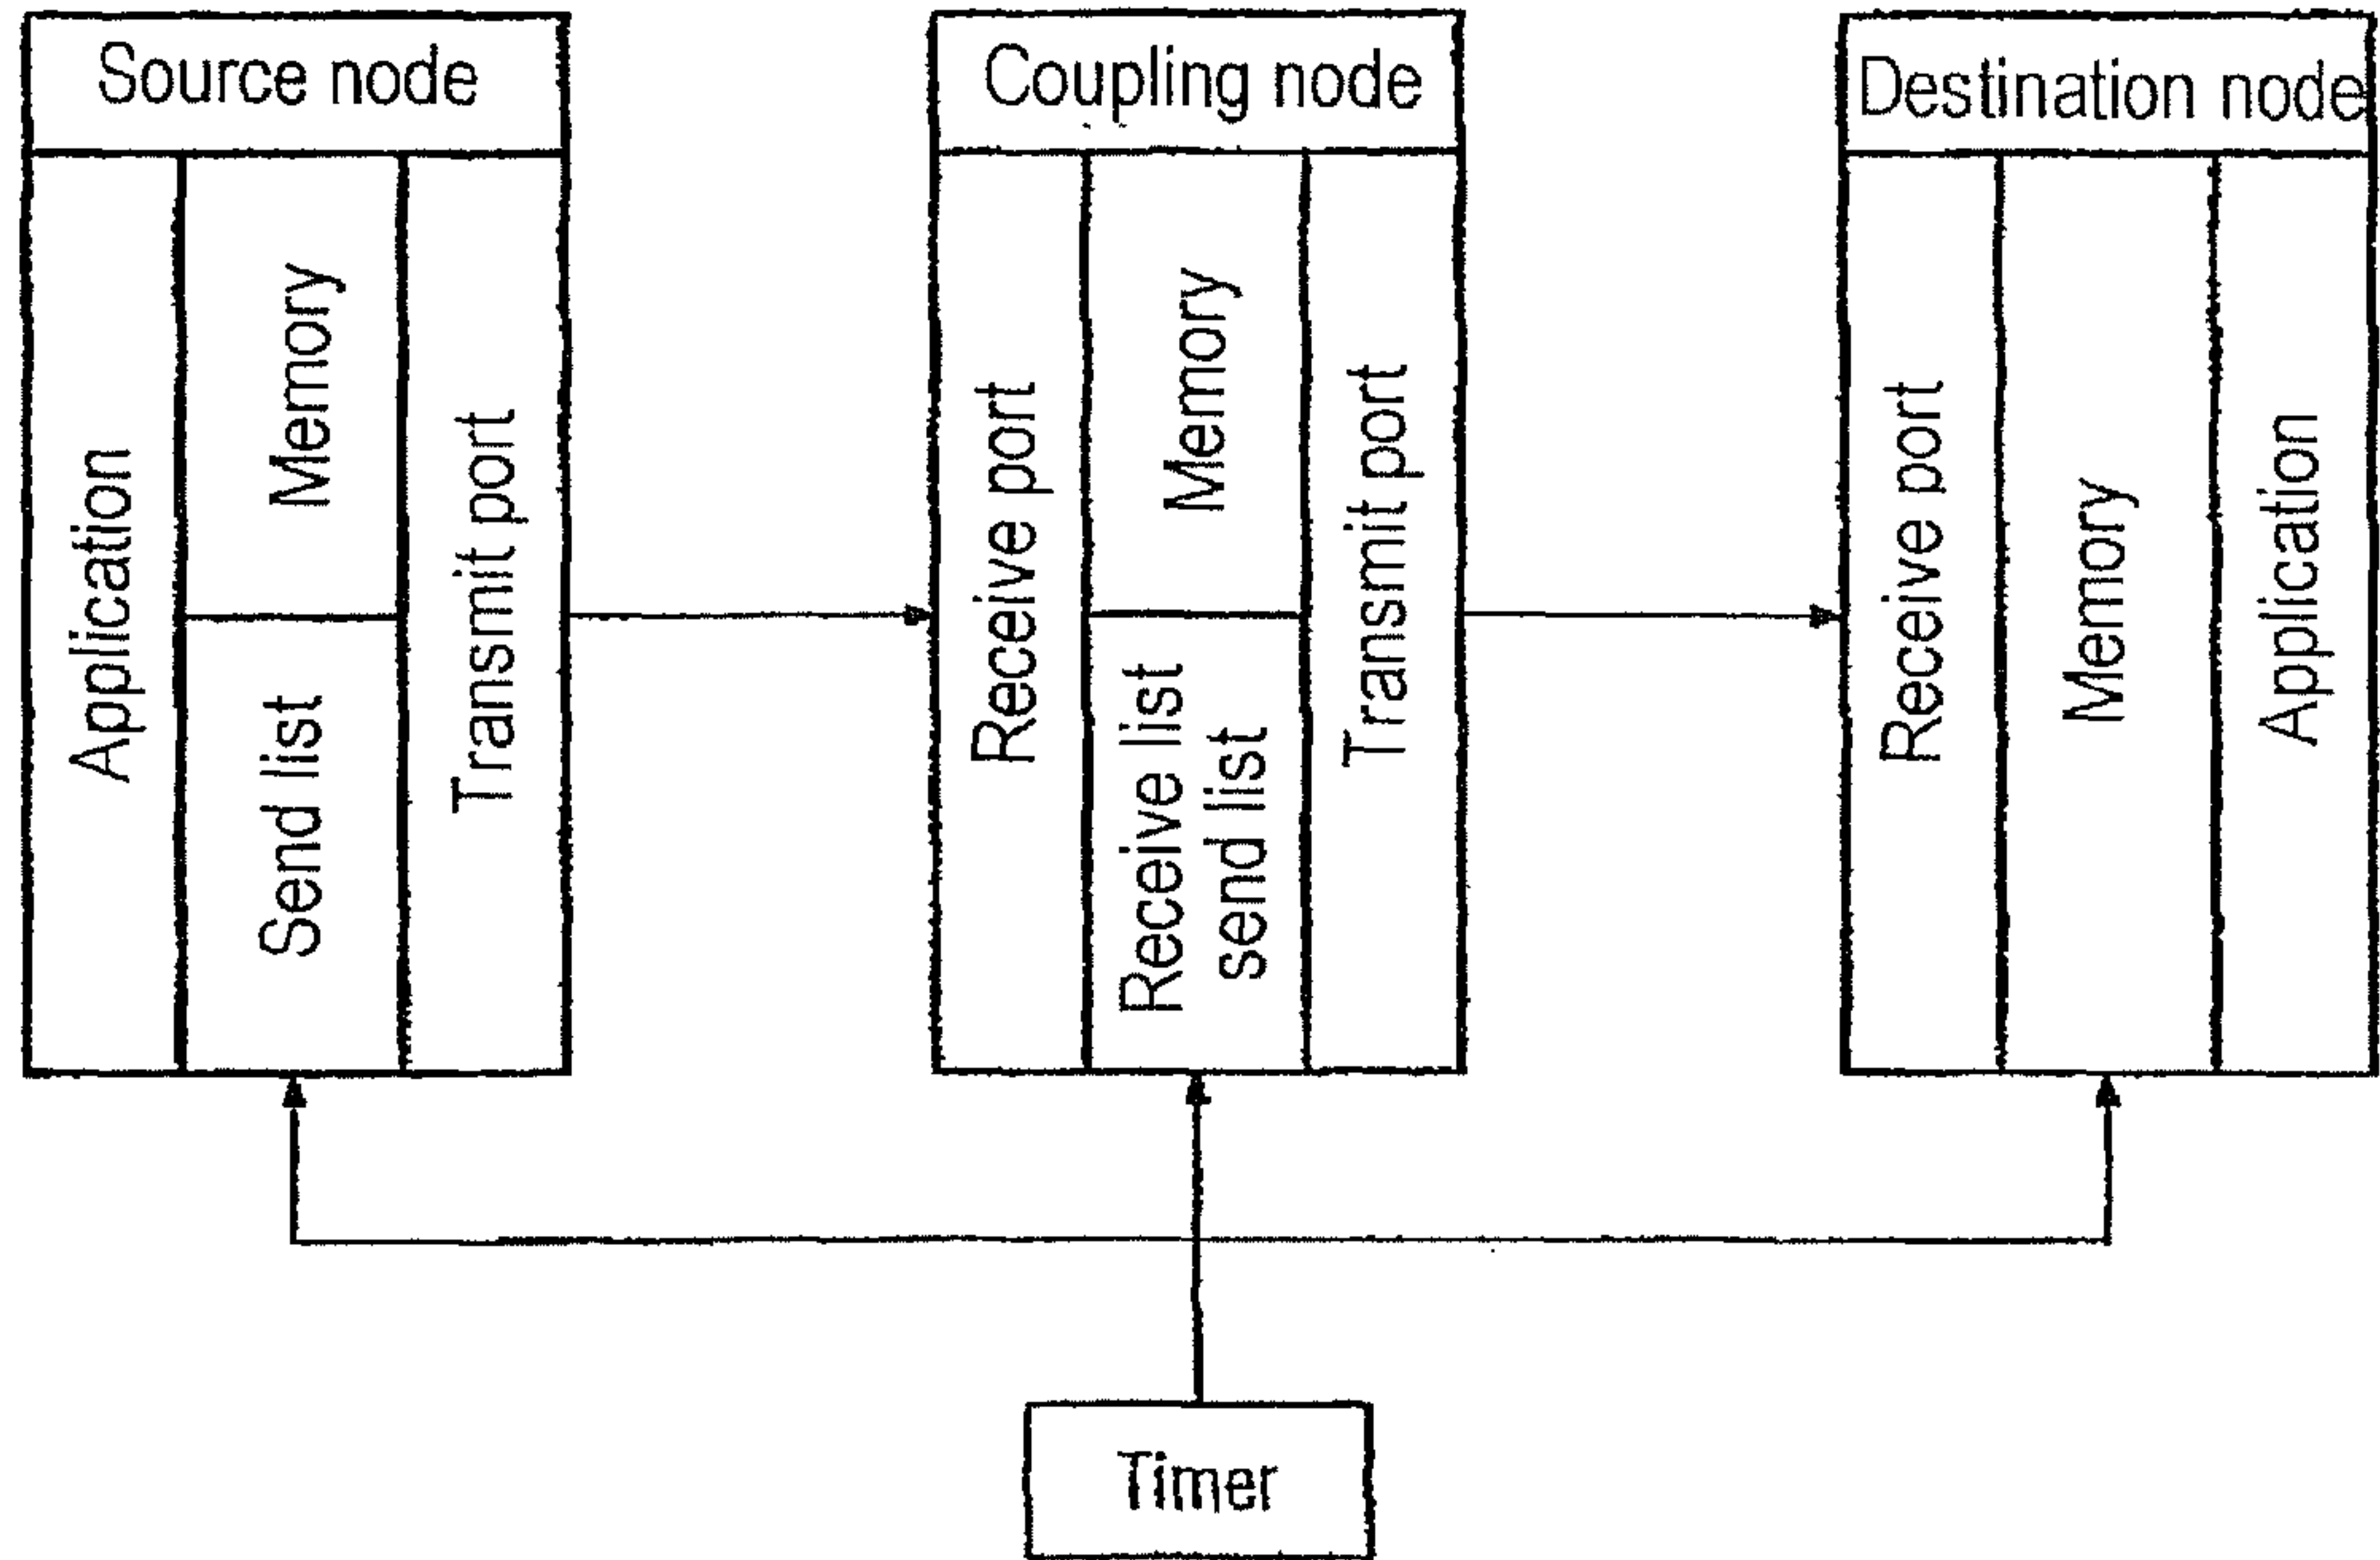 Source node
Application
Memory
Send list
Transmit port
Coupling node
Receive port
Memory
Receive list
send list
Transmit port
Destination node
Receive port
Memory
Application
Timer